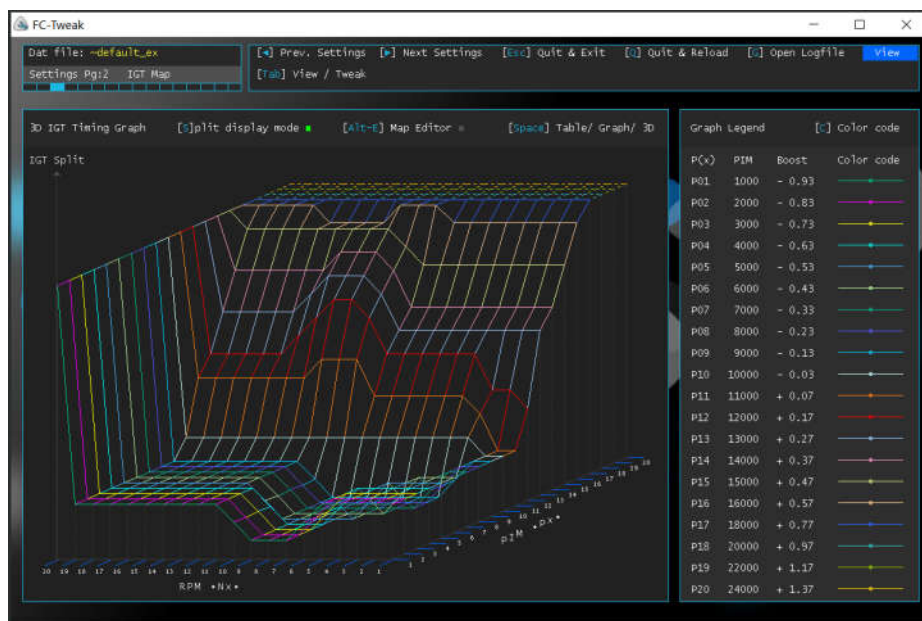 FC-Tweak
Dat file: ~default_ex
Settings Pg:2 IGT Map
[◄] Prev. Settings [►] Next Settings [Esc] Quit & Exit [Q] Quit & Reload [G] Open Logfile View
[Tab] View / Tweak
3D IGT Timing Graph [S]plit display mode [Alt-E] Map Editor [Space] Table/ Graph/ 3D
IGT Split
20 19 18 17 16 15 14 13 12 11 10 9 8 7 6 5 4 3 2 1
RPM •Nx•
1 2 3 4 5 6 7 8 9 10 11 12 13 14 15 16 17 18 19 20
PIM •Px•
Graph Legend [C] Color code
P(x) PIM Boost Color code
P01 1000 - 0.93
P02 2000 - 0.83
P03 3000 - 0.73
P04 4000 - 0.63
P05 5000 - 0.53
P06 6000 - 0.43
P07 7000 - 0.33
P08 8000 - 0.23
P09 9000 - 0.13
P10 10000 - 0.03
P11 11000 + 0.07
P12 12000 + 0.17
P13 13000 + 0.27
P14 14000 + 0.37
P15 15000 + 0.47
P16 16000 + 0.57
P17 18000 + 0.77
P18 20000 + 0.97
P19 22000 + 1.17
P20 24000 + 1.37